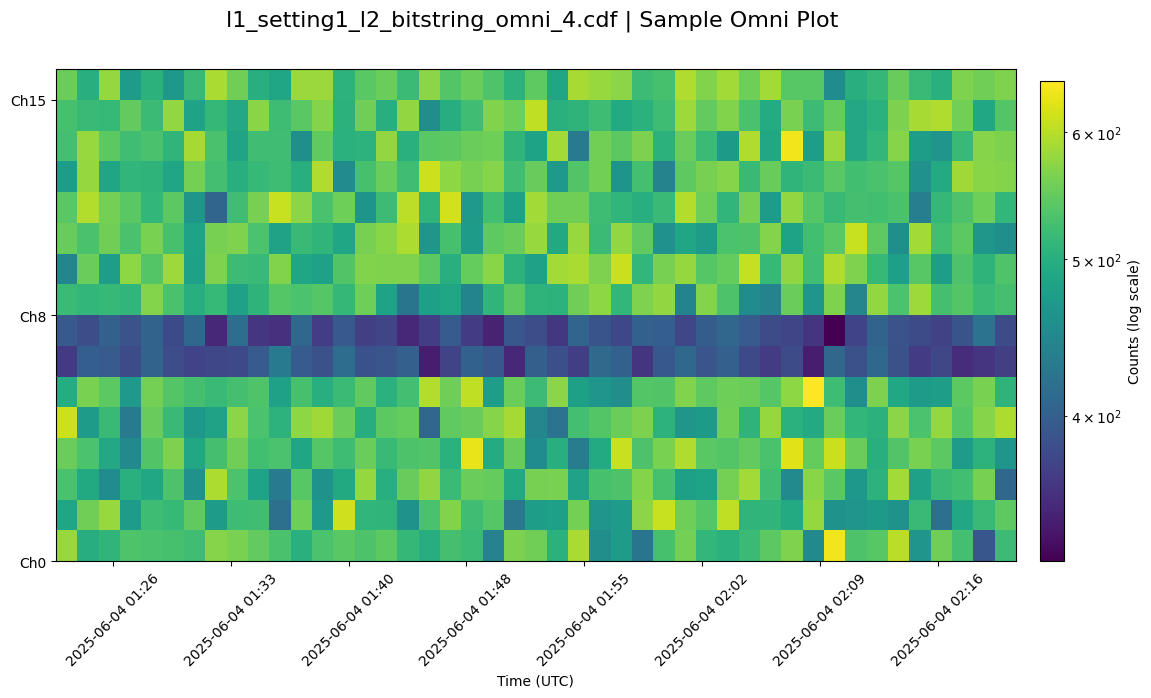 l1_setting1_l2_bitstring_omni_4.cdf | Sample Omni Plot
Ch15
Ch8
Ch0
2025-06-04 01:26
2025-06-04 01:33
2025-06-04 01:40
2025-06-04 01:48
2025-06-04 01:55
2025-06-04 02:02
2025-06-04 02:09
2025-06-04 02:16
Time (UTC)
6 × 10²
5 × 10²
4 × 10²
Counts (log scale)